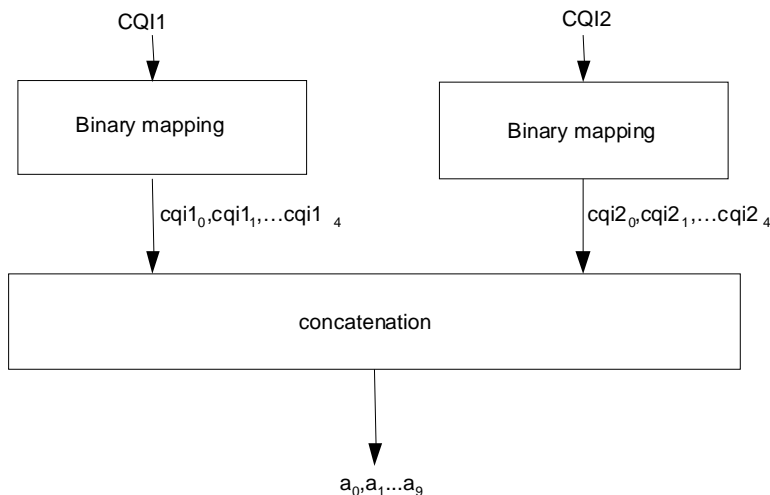 CQI1
CQI2
Binary mapping
Binary mapping
cqi1₀,cqi1₁,…cqi1 ₄
cqi2₀,cqi2₁,…cqi2 ₄
concatenation
a₀,a₁...a₉